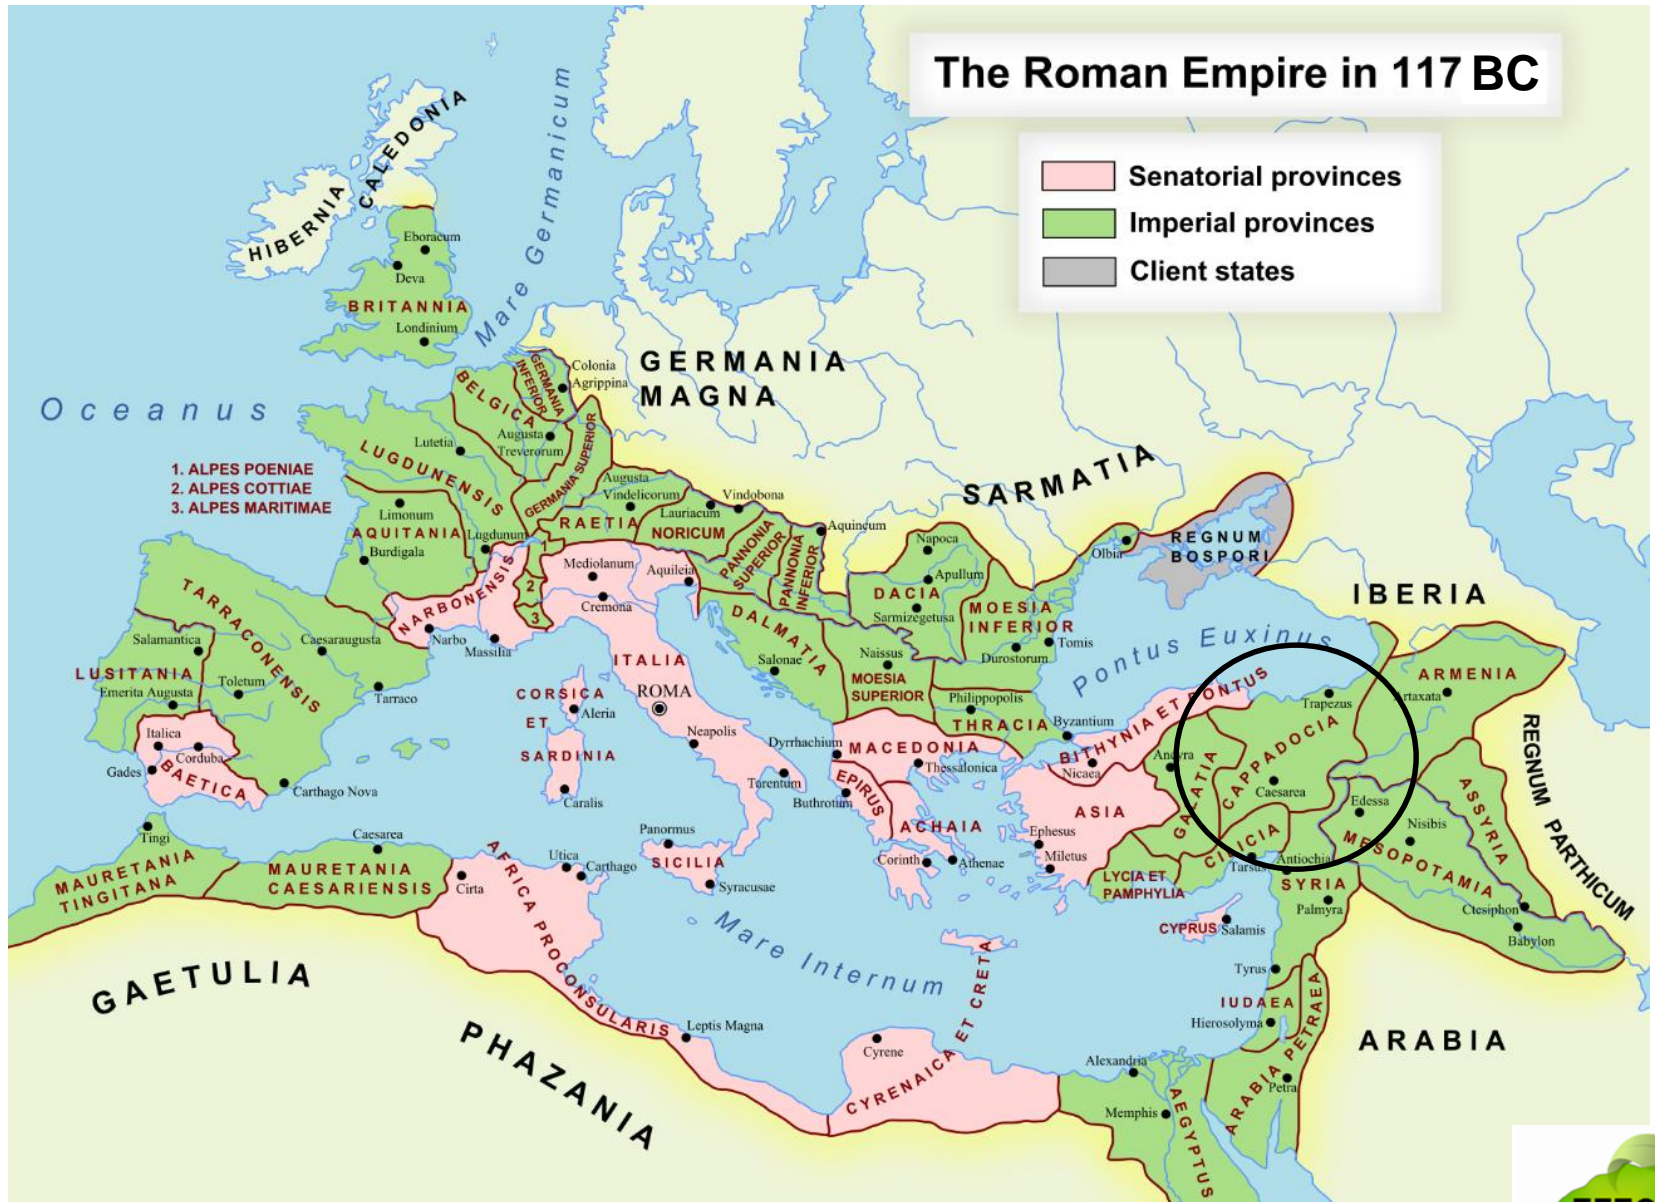 The Roman Empire in 117 BC
Senatorial provinces
Imperial provinces
Client states
HIBERNIA
CALEDONIA
Mare Germanicum
Eboracum
Deva
BRITANNIA
Londinium
Oceanus
GERMANIA
MAGNA
GERMANIA
INFERIOR
Colonia
Agrippina
BELGICA
Augusta
Treverorum
Lutetia
LUGDUNENSIS
GERMANIA SUPERIOR
1. ALPES POENIAE
2. ALPES COTTIAE
3. ALPES MARITIMAE
Limonum
AQUITANIA
Burdigala
Lugdunum
Augusta
Vindelicorum
RAETIA
Lauriacum
Vindobona
NORICUM
PANNONIA
SUPERIOR
PANNONIA
INFERIOR
Aquincum
SARMATIA
Napoca
Apullum
DACIA
Sarmizegetusa
MOESIA
INFERIOR
Durostorum
Tomis
Olbia
REGNUM
BOSPORI
IBERIA
Pontus Euxinus
1
2
3
NARBONENSIS
Narbo
Massilia
Mediolanum
Cremona
Aquileia
ITALIA
ROMA
Neapolis
Tarentum
DALMATIA
Salonae
Naissus
MOESIA
SUPERIOR
Philippopolis
THRACIA
Byzantium
TARRACONENSIS
Salamantica
Caesaraugusta
LUSITANIA
Emerita Augusta
Toletum
Tarraco
Italica
Corduba
Gades
BAETICA
Carthago Nova
CORSICA
ET
SARDINIA
Aleria
Caralis
Dyrrhachium
MACEDONIA
Thessalonica
EPIRUS
Buthrotum
ACHAIA
Corinth
Athenae
BITHYNIA ET PONTUS
Nicaea
ASIA
Ephesus
Miletus
Ancyra
GALATIA
CAPPADOCIA
Trapezus
Caesarea
CILICIA
Tarsus
LYCIA ET
PAMPHYLIA
ARMENIA
Artaxata
Edessa
Nisibis
MESOPOTAMIA
ASSYRIA
Ctesiphon
Babylon
REGNUM PARTHICUM
Antiochia
SYRIA
Palmyra
CYPRUS
Salamis
Tyrus
IUDAEA
Hierosolyma
ARABIA PETRAEA
Petra
ARABIA
Tingi
MAURETANIA
TINGITANA
Caesarea
MAURETANIA
CAESARIENSIS
Cirta
Utica
Carthago
AFRICA PROCONSULARIS
Panormus
SICILIA
Syracusae
Mare Internum
Leptis Magna
Cyrene
CYRENAICA ET CRETA
Alexandria
Memphis
AEGYPTUS
GAETULIA
PHAZANIA